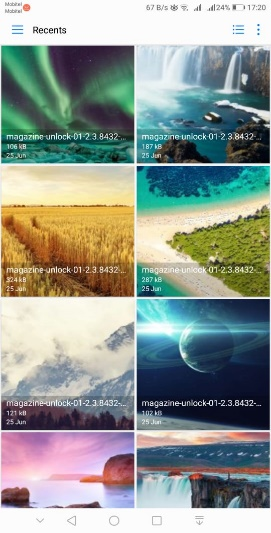 Mobitel
Mobitel
67 B/s
24%
17:20
Recents
magazine-unlock-01-2.3.8432-...
106 kB
25 Jun
magazine-unlock-01-2.3.8432-...
187 kB
25 Jun
magazine-unlock-01-2.3.8432-...
324 kB
25 Jun
magazine-unlock-01-2.3.8432-...
287 kB
25 Jun
magazine-unlock-01-2.3.8432-...
121 kB
25 Jun
magazine-unlock-01-2.3.8432-...
102 kB
25 Jun